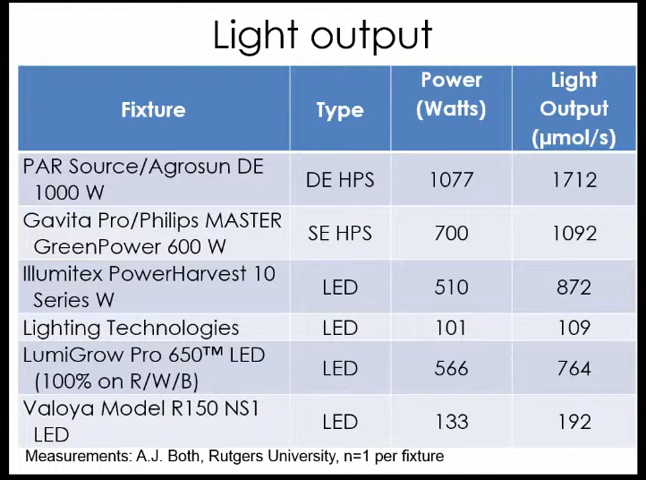 Light output
Fixture Type Power (Watts) Light Output (µmol/s)
PAR Source/Agrosun DE 1000 W DE HPS 1077 1712
Gavita Pro/Philips MASTER GreenPower 600 W SE HPS 700 1092
Illumitex PowerHarvest 10 Series W LED 510 872
Lighting Technologies LED 101 109
LumiGrow Pro 650™ LED (100% on R/W/B) LED 566 764
Valoya Model R150 NS1 LED LED 133 192
Measurements: A.J. Both, Rutgers University, n=1 per fixture